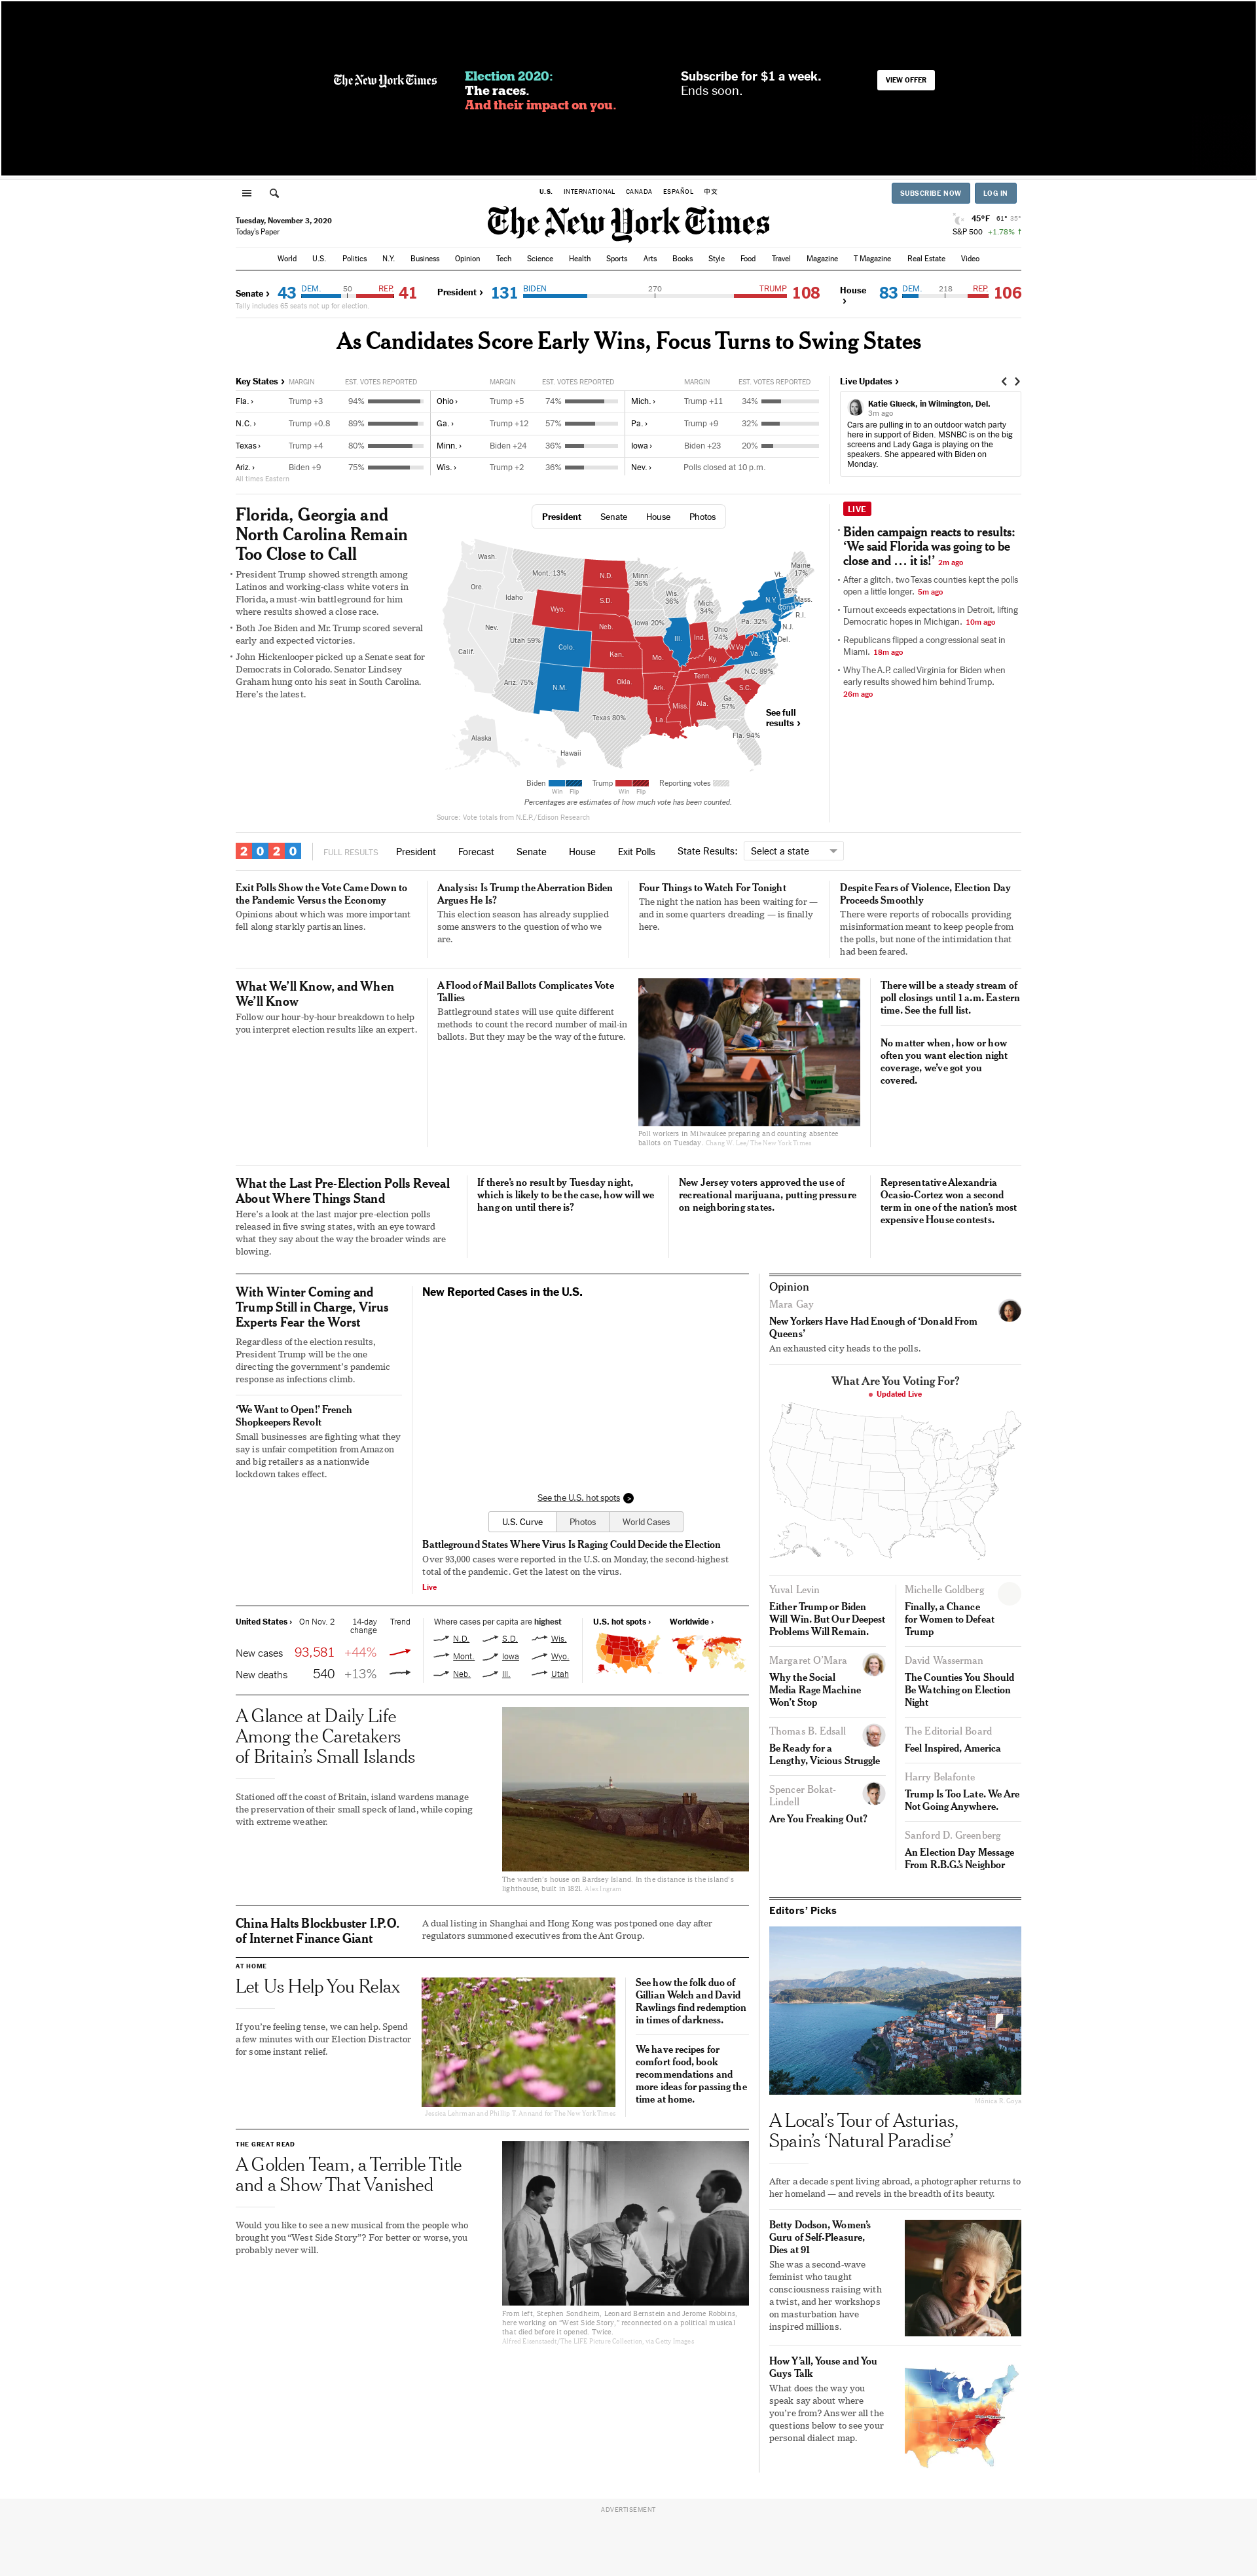 The New York Times
Election 2020:
The races.
And their impact on you.
Subscribe for $1 a week.
Ends soon.
VIEW OFFER
U.S. INTERNATIONAL CANADA ESPAÑOL 中文
SUBSCRIBE NOW LOG IN
Tuesday, November 3, 2020
Today's Paper
The New York Times
45°F 61° 35°
S&P 500 +1.78% ↑
World U.S. Politics N.Y. Business Opinion Tech Science Health Sports Arts Books Style Food Travel Magazine T Magazine Real Estate Video
Senate › 43 DEM. 50 REP. 41
Tally includes 65 seats not up for election.
President › 131 BIDEN 270 TRUMP 108
House › 83 DEM. 218 REP. 106
As Candidates Score Early Wins, Focus Turns to Swing States
Key States › MARGIN EST. VOTES REPORTED MARGIN EST. VOTES REPORTED MARGIN EST. VOTES REPORTED
Fla. › Trump +3 94% Ohio › Trump +5 74% Mich. › Trump +11 34%
N.C. › Trump +0.8 89% Ga. › Trump +12 57% Pa. › Trump +9 32%
Texas › Trump +4 80% Minn. › Biden +24 36% Iowa › Biden +23 20%
Ariz. › Biden +9 75% Wis. › Trump +2 36% Nev. › Polls closed at 10 p.m.
All times Eastern
Live Updates ›
Katie Glueck, in Wilmington, Del.
3m ago
Cars are pulling in to an outdoor watch party
here in support of Biden. MSNBC is on the big
screens and Lady Gaga is playing on the
speakers. She appeared with Biden on
Monday.
Florida, Georgia and
North Carolina Remain
Too Close to Call
• President Trump showed strength among
Latinos and working-class white voters in
Florida, a must-win battleground for him
where results showed a close race.
• Both Joe Biden and Mr. Trump scored several
early and expected victories.
• John Hickenlooper picked up a Senate seat for
Democrats in Colorado. Senator Lindsey
Graham hung onto his seat in South Carolina.
Here's the latest.
President Senate House Photos
Wash.
Mont. 13%
N.D.
Minn.
36%
Vt.
Maine
17%
Ore.
Idaho
Wyo.
S.D.
Wis.
36%
Mich.
34%
N.Y.
36%
Mass.
Conn.
R.I.
Nev.
Utah 59%
Neb.
Iowa 20%
Ill.
Ind.
Ohio
74%
Pa. 32%
N.J.
Md.
Del.
Calif.
Colo.
Kan.
Mo.
Ky.
W.Va.
Va.
Ariz. 75%
N.M.
Okla.
Ark.
Tenn.
N.C. 89%
S.C.
Texas 80%
La.
Miss.
Ala.
Ga.
57%
Fla. 94%
Alaska
Hawaii
See full
results ›
Biden Trump Reporting votes
Win Flip Win Flip
Percentages are estimates of how much vote has been counted.
Source: Vote totals from N.E.P./Edison Research
LIVE
• Biden campaign reacts to results:
‘We said Florida was going to be
close and … it is!’ 2m ago
• After a glitch, two Texas counties kept the polls
open a little longer. 5m ago
• Turnout exceeds expectations in Detroit, lifting
Democratic hopes in Michigan. 10m ago
• Republicans flipped a congressional seat in
Miami. 18m ago
• Why The A.P. called Virginia for Biden when
early results showed him behind Trump.
26m ago
2020 FULL RESULTS President Forecast Senate House Exit Polls State Results: Select a state
Exit Polls Show the Vote Came Down to
the Pandemic Versus the Economy
Opinions about which was more important
fell along starkly partisan lines.
Analysis: Is Trump the Aberration Biden
Argues He Is?
This election season has already supplied
some answers to the question of who we
are.
Four Things to Watch For Tonight
The night the nation has been waiting for —
and in some quarters dreading — is finally
here.
Despite Fears of Violence, Election Day
Proceeds Smoothly
There were reports of robocalls providing
misinformation meant to keep people from
the polls, but none of the intimidation that
had been feared.
What We'll Know, and When
We'll Know
Follow our hour-by-hour breakdown to help
you interpret election results like an expert.
A Flood of Mail Ballots Complicates Vote
Tallies
Battleground states will use quite different
methods to count the record number of mail-in
ballots. But they may be the way of the future.
Ward
Poll workers in Milwaukee preparing and counting absentee
ballots on Tuesday. Chang W. Lee/The New York Times
There will be a steady stream of
poll closings until 1 a.m. Eastern
time. See the full list.
No matter when, how or how
often you want election night
coverage, we've got you
covered.
What the Last Pre-Election Polls Reveal
About Where Things Stand
Here's a look at the last major pre-election polls
released in five swing states, with an eye toward
what they say about the way the broader winds are
blowing.
If there's no result by Tuesday night,
which is likely to be the case, how will we
hang on until there is?
New Jersey voters approved the use of
recreational marijuana, putting pressure
on neighboring states.
Representative Alexandria
Ocasio-Cortez won a second
term in one of the nation's most
expensive House contests.
With Winter Coming and
Trump Still in Charge, Virus
Experts Fear the Worst
Regardless of the election results,
President Trump will be the one
directing the government's pandemic
response as infections climb.
‘We Want to Open!’ French
Shopkeepers Revolt
Small businesses are fighting what they
say is unfair competition from Amazon
and big retailers as a nationwide
lockdown takes effect.
New Reported Cases in the U.S.
See the U.S. hot spots
U.S. Curve Photos World Cases
Battleground States Where Virus Is Raging Could Decide the Election
Over 93,000 cases were reported in the U.S. on Monday, the second-highest
total of the pandemic. Get the latest on the virus.
Live
United States › On Nov. 2 14-day
change Trend
New cases 93,581 +44%
New deaths 540 +13%
Where cases per capita are highest
N.D. S.D. Wis.
Mont. Iowa Wyo.
Neb. Ill. Utah
U.S. hot spots › Worldwide ›
A Glance at Daily Life
Among the Caretakers
of Britain's Small Islands
Stationed off the coast of Britain, island wardens manage
the preservation of their small speck of land, while coping
with extreme weather.
The warden's house on Bardsey Island. In the distance is the island's
lighthouse, built in 1821. Alex Ingram
China Halts Blockbuster I.P.O.
of Internet Finance Giant
A dual listing in Shanghai and Hong Kong was postponed one day after
regulators summoned executives from the Ant Group.
AT HOME
Let Us Help You Relax
If you're feeling tense, we can help. Spend
a few minutes with our Election Distractor
for some instant relief.
Jessica Lehrman and Phillip T. Annand for The New York Times
See how the folk duo of
Gillian Welch and David
Rawlings find redemption
in times of darkness.
We have recipes for
comfort food, book
recommendations and
more ideas for passing the
time at home.
THE GREAT READ
A Golden Team, a Terrible Title
and a Show That Vanished
Would you like to see a new musical from the people who
brought you “West Side Story”? For better or worse, you
probably never will.
From left, Stephen Sondheim, Leonard Bernstein and Jerome Robbins,
here working on “West Side Story,” reconnected on a political musical
that died before it opened. Twice.
Alfred Eisenstaedt/The LIFE Picture Collection, via Getty Images
Opinion
Mara Gay
New Yorkers Have Had Enough of ‘Donald From
Queens’
An exhausted city heads to the polls.
What Are You Voting For?
Updated Live
Yuval Levin
Either Trump or Biden
Will Win. But Our Deepest
Problems Will Remain.
Margaret O'Mara
Why the Social
Media Rage Machine
Won't Stop
Thomas B. Edsall
Be Ready for a
Lengthy, Vicious Struggle
Spencer Bokat-
Lindell
Are You Freaking Out?
Michelle Goldberg
Finally, a Chance
for Women to Defeat
Trump
David Wasserman
The Counties You Should
Be Watching on Election
Night
The Editorial Board
Feel Inspired, America
Harry Belafonte
Trump Is Too Late. We Are
Not Going Anywhere.
Sanford D. Greenberg
An Election Day Message
From R.B.G.'s Neighbor
Editors' Picks
Mónica R. Goya
A Local's Tour of Asturias,
Spain's ‘Natural Paradise’
After a decade spent living abroad, a photographer returns to
her homeland — and revels in the breadth of its beauty.
Betty Dodson, Women's
Guru of Self-Pleasure,
Dies at 91
She was a second-wave
feminist who taught
consciousness raising with
a twist, and her workshops
on masturbation have
inspired millions.
How Y'all, Youse and You
Guys Talk
What does the way you
speak say about where
you're from? Answer all the
questions below to see your
personal dialect map.
ADVERTISEMENT